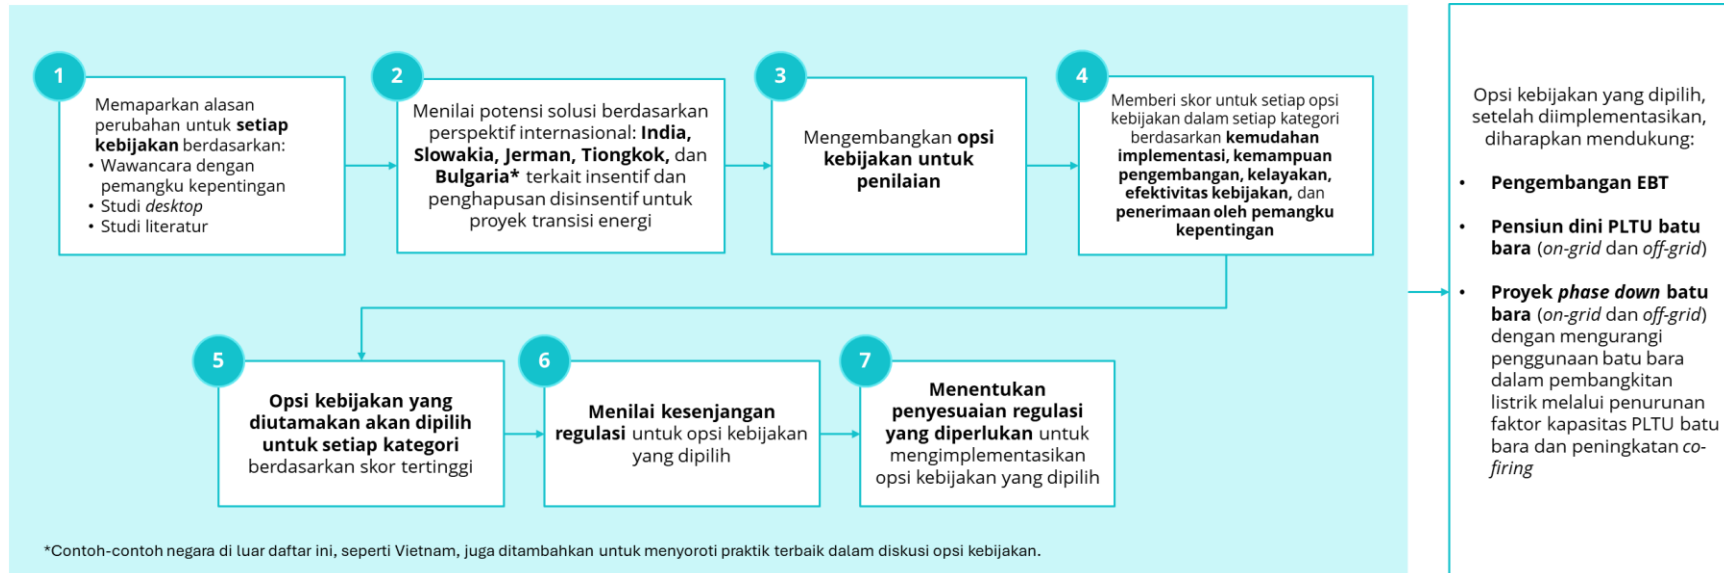 1
Memaparkan alasan
perubahan untuk setiap
kebijakan berdasarkan:
• Wawancara dengan
pemangku kepentingan
• Studi desktop
• Studi literatur
2
Menilai potensi solusi berdasarkan
perspektif internasional: India,
Slowakia, Jerman, Tiongkok, dan
Bulgaria* terkait insentif dan
penghapusan disinsentif untuk
proyek transisi energi
3
Mengembangkan opsi
kebijakan untuk
penilaian
4
Memberi skor untuk setiap opsi
kebijakan dalam setiap kategori
berdasarkan kemudahan
implementasi, kemampuan
pengembangan, kelayakan,
efektivitas kebijakan, dan
penerimaan oleh pemangku
kepentingan
5
Opsi kebijakan yang
diutamakan akan dipilih
untuk setiap kategori
berdasarkan skor tertinggi
6
Menilai kesenjangan
regulasi untuk opsi kebijakan
yang dipilih
7
Menentukan
penyesuaian regulasi
yang diperlukan untuk
mengimplementasikan
opsi kebijakan yang dipilih
*Contoh-contoh negara di luar daftar ini, seperti Vietnam, juga ditambahkan untuk menyoroti praktik terbaik dalam diskusi opsi kebijakan.
Opsi kebijakan yang dipilih,
setelah diimplementasikan,
diharapkan mendukung:
• Pengembangan EBT
• Pensiun dini PLTU batu
bara (on-grid dan off-grid)
• Proyek phase down batu
bara (on-grid dan off-grid)
dengan mengurangi
penggunaan batu bara
dalam pembangkitan
listrik melalui penurunan
faktor kapasitas PLTU batu
bara dan peningkatan co-
firing